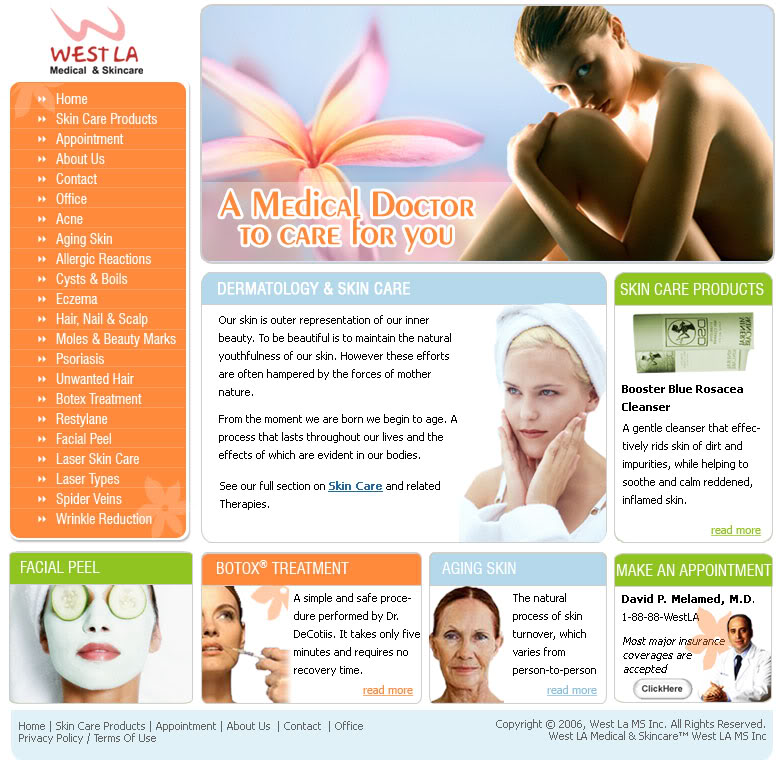 WEST LA
Medical & Skincare
Home
Skin Care Products
Appointment
About Us
Contact
Office
Acne
Aging Skin
Allergic Reactions
Cysts & Boils
Eczema
Hair, Nail & Scalp
Moles & Beauty Marks
Psoriasis
Unwanted Hair
Botex Treatment
Restylane
Facial Peel
Laser Skin Care
Laser Types
Spider Veins
Wrinkle Reduction
A Medical Doctor
to care for you
DERMATOLOGY & SKIN CARE
Our skin is outer representation of our inner
beauty. To be beautiful is to maintain the natural
youthfulness of our skin. However these efforts
are often hampered by the forces of mother
nature.
From the moment we are born we begin to age. A
process that lasts throughout our lives and the
effects of which are evident in our bodies.
See our full section on Skin Care and related
Therapies.
SKIN CARE PRODUCTS
Booster Blue Rosacea
Cleanser
A gentle cleanser that effec-
tively rids skin of dirt and
impurities, while helping to
soothe and calm reddened,
inflamed skin.
read more
FACIAL PEEL
BOTOX® TREATMENT
A simple and safe proce-
dure performed by Dr.
DeCotiis. It takes only five
minutes and requires no
recovery time.
read more
AGING SKIN
The natural
process of skin
turnover, which
varies from
person-to-person
read more
MAKE AN APPOINTMENT
David P. Melamed, M.D.
1-88-88-WestLA
Most major insurance
coverages are
accepted
ClickHere
Home | Skin Care Products | Appointment | About Us | Contact | Office
Privacy Policy / Terms Of Use
Copyright © 2006, West La MS Inc. All Rights Reserved.
West LA Medical & Skincare™ West LA MS Inc